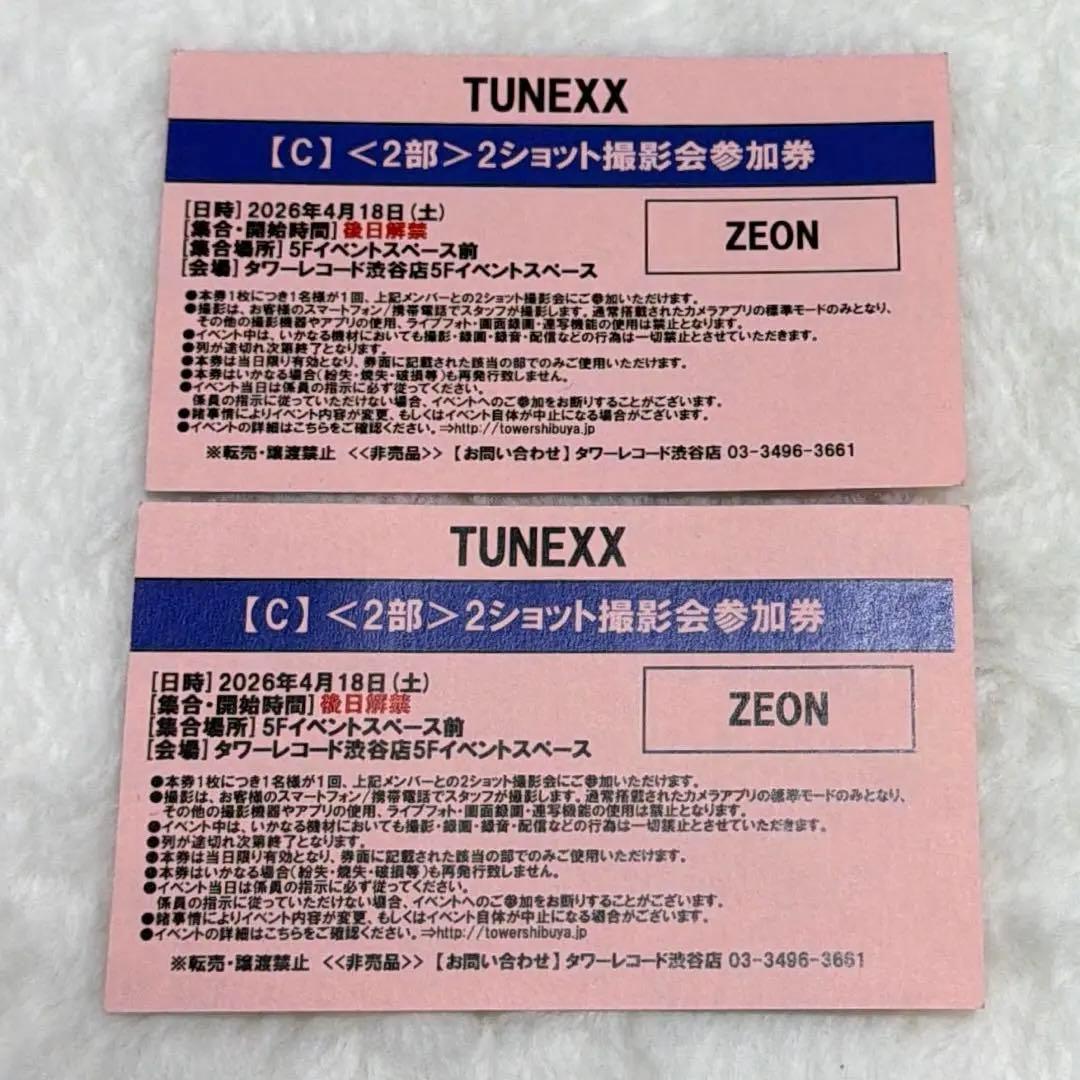 TUNEXX
【C】＜2部＞2ショット撮影会参加券
[日時] 2026年4月18日(土)
[集合・開始時間] 後日解禁
[集合場所] 5Fイベントスペース前
[会場] タワーレコード渋谷店5Fイベントスペース
ZEON
●本券1枚につき1名様が1回、上記メンバーとの2ショット撮影会にご参加いただけます。
●撮影は、お客様のスマートフォン/携帯電話でスタッフが撮影します。通常搭載されたカメラアプリの標準モードのみとなり、
その他の撮影機器やアプリの使用、ライブフォト・画面録画・連写機能の使用は禁止となります。
●イベント中は、いかなる機材においても撮影・録画・録音・配信などの行為は一切禁止とさせていただきます。
●列が途切れ次第終了となります。
●本券は当日限り有効となり、券面に記載された該当の部でのみご使用いただけます。
●本券はいかなる場合(紛失・焼失・破損等)も再発行致しません。
●イベント当日は係員の指示に必ず従ってください。
係員の指示に従っていただけない場合、イベントへのご参加をお断りすることがございます。
●諸事情によりイベント内容が変更、もしくはイベント自体が中止になる場合がございます。
●イベントの詳細はこちらをご確認ください。⇒http://towershibuya.jp
※転売・譲渡禁止 <<非売品>> 【お問い合わせ】タワーレコード渋谷店 03-3496-3661
TUNEXX
【C】＜2部＞2ショット撮影会参加券
[日時] 2026年4月18日(土)
[集合・開始時間] 後日解禁
[集合場所] 5Fイベントスペース前
[会場] タワーレコード渋谷店5Fイベントスペース
ZEON
●本券1枚につき1名様が1回、上記メンバーとの2ショット撮影会にご参加いただけます。
●撮影は、お客様のスマートフォン/携帯電話でスタッフが撮影します。通常搭載されたカメラアプリの標準モードのみとなり、
その他の撮影機器やアプリの使用、ライブフォト・画面録画・連写機能の使用は禁止となります。
●イベント中は、いかなる機材においても撮影・録画・録音・配信などの行為は一切禁止とさせていただきます。
●列が途切れ次第終了となります。
●本券は当日限り有効となり、券面に記載された該当の部でのみご使用いただけます。
●本券はいかなる場合(紛失・焼失・破損等)も再発行致しません。
●イベント当日は係員の指示に必ず従ってください。
係員の指示に従っていただけない場合、イベントへのご参加をお断りすることがございます。
●諸事情によりイベント内容が変更、もしくはイベント自体が中止になる場合がございます。
●イベントの詳細はこちらをご確認ください。⇒http://towershibuya.jp
※転売・譲渡禁止 <<非売品>> 【お問い合わせ】タワーレコード渋谷店 03-3496-3661